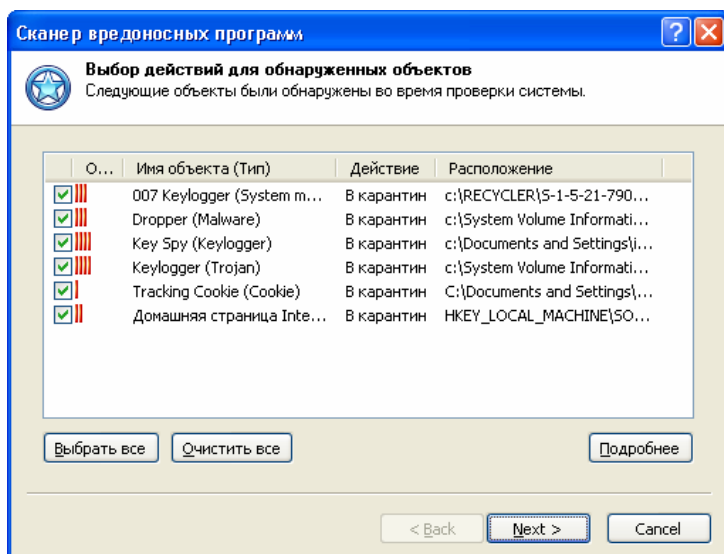 Сканер вредоносных программ
Выбор действий для обнаруженных объектов
Следующие объекты были обнаружены во время проверки системы.
О... Имя объекта (Тип) Действие Расположение
007 Keylogger (System m... В карантин c:\RECYCLER\S-1-5-21-790...
Dropper (Malware) В карантин c:\System Volume Informati...
Key Spy (Keylogger) В карантин c:\Documents and Settings\i...
Keylogger (Trojan) В карантин c:\System Volume Informati...
Tracking Cookie (Cookie) В карантин C:\Documents and Settings\...
Домашняя страница Inte... В карантин HKEY_LOCAL_MACHINE\SO...
Выбрать все Очистить все Подробнее
< Back Next > Cancel